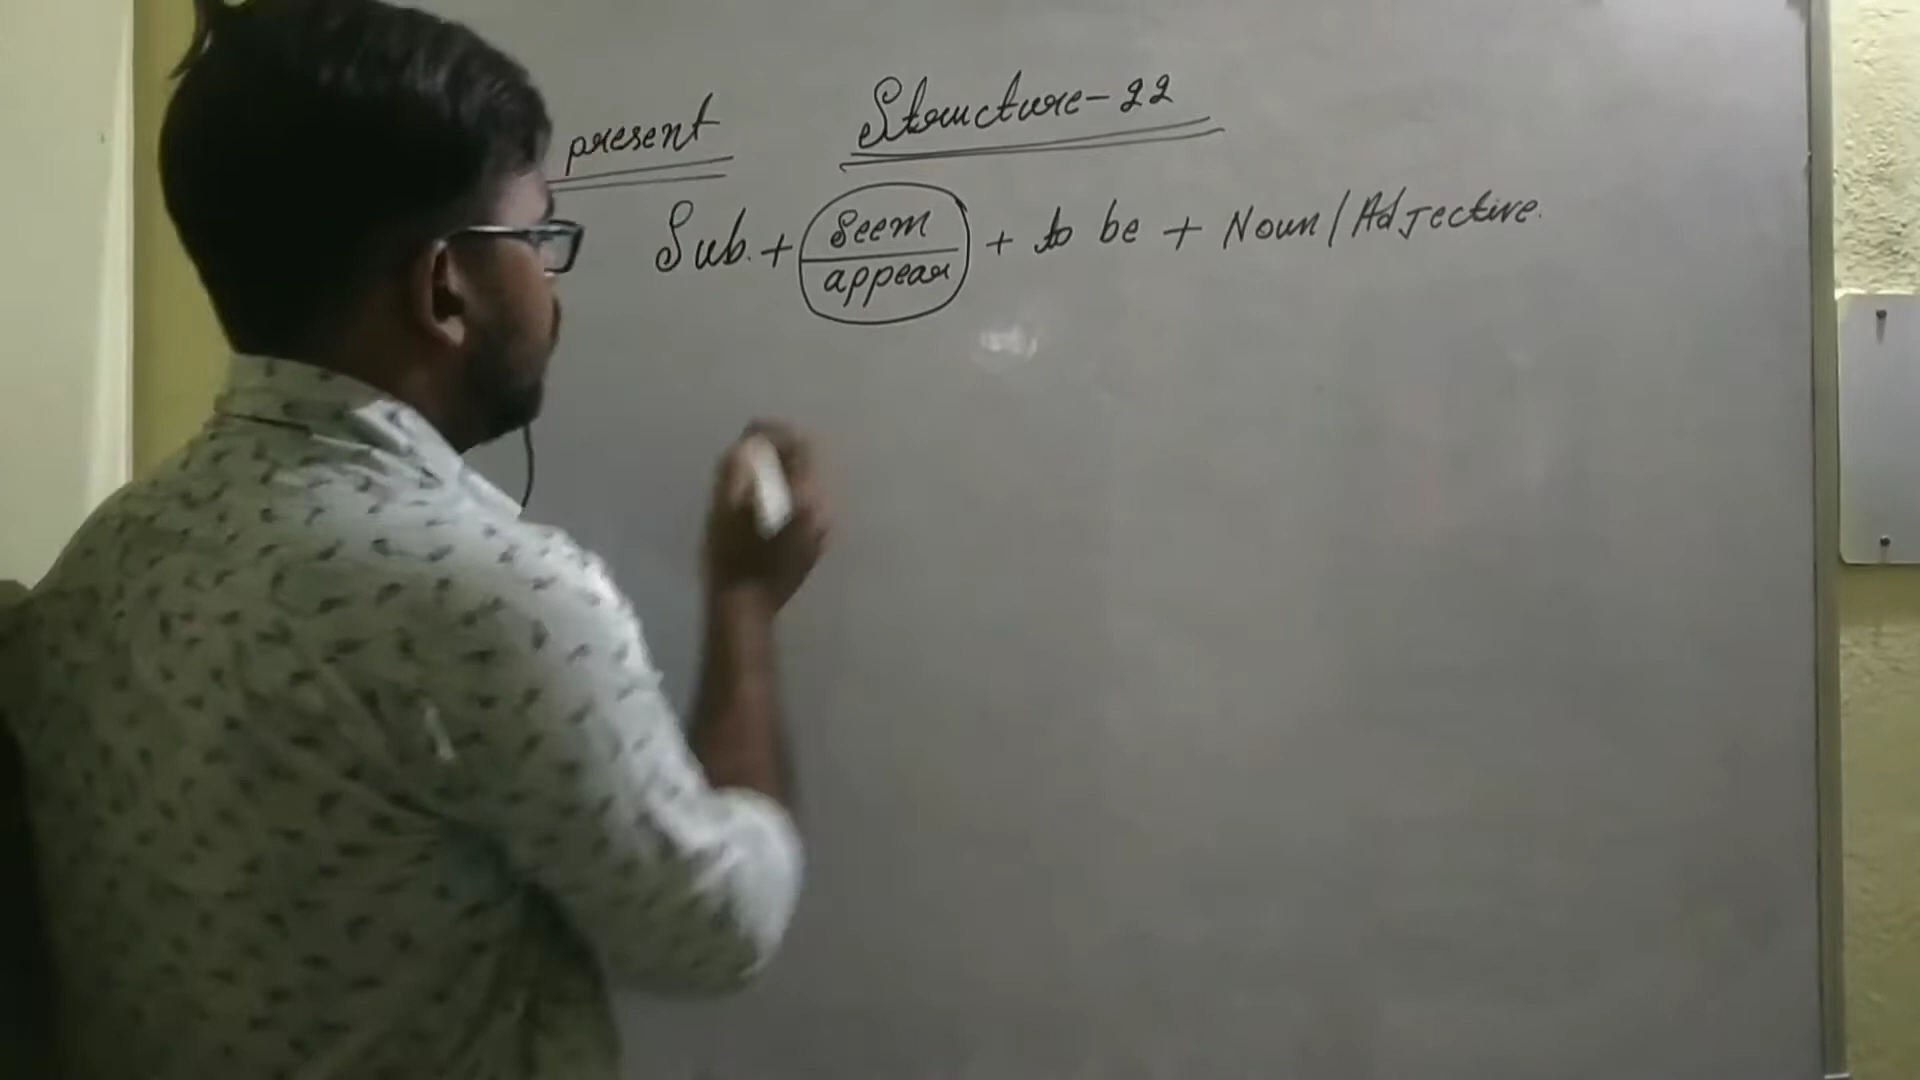 present Structure-22
Sub. + seem / appear + to be + Noun/Adjective.